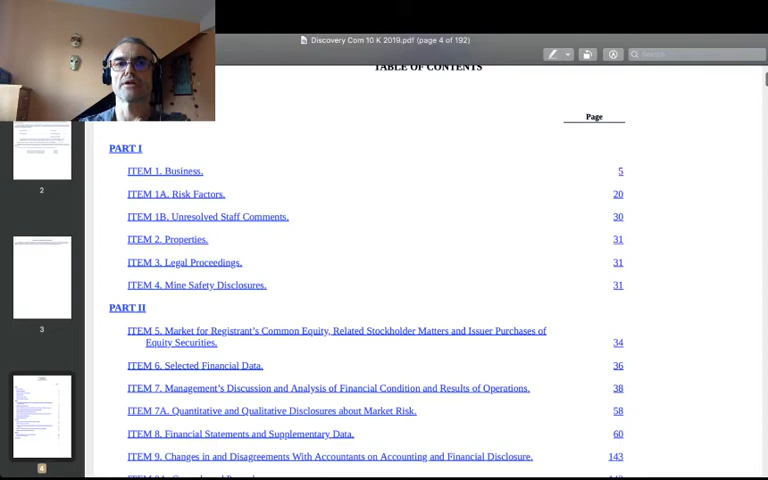 Discovery Com 10 K 2019.pdf (page 4 of 192)
Search
TABLE OF CONTENTS
Page
PART I
ITEM 1. Business. 5
ITEM 1A. Risk Factors. 20
ITEM 1B. Unresolved Staff Comments. 30
ITEM 2. Properties. 31
ITEM 3. Legal Proceedings. 31
ITEM 4. Mine Safety Disclosures. 31
PART II
ITEM 5. Market for Registrant's Common Equity, Related Stockholder Matters and Issuer Purchases of
Equity Securities. 34
ITEM 6. Selected Financial Data. 36
ITEM 7. Management's Discussion and Analysis of Financial Condition and Results of Operations. 38
ITEM 7A. Quantitative and Qualitative Disclosures about Market Risk. 58
ITEM 8. Financial Statements and Supplementary Data. 60
ITEM 9. Changes in and Disagreements With Accountants on Accounting and Financial Disclosure. 143
2
3
4